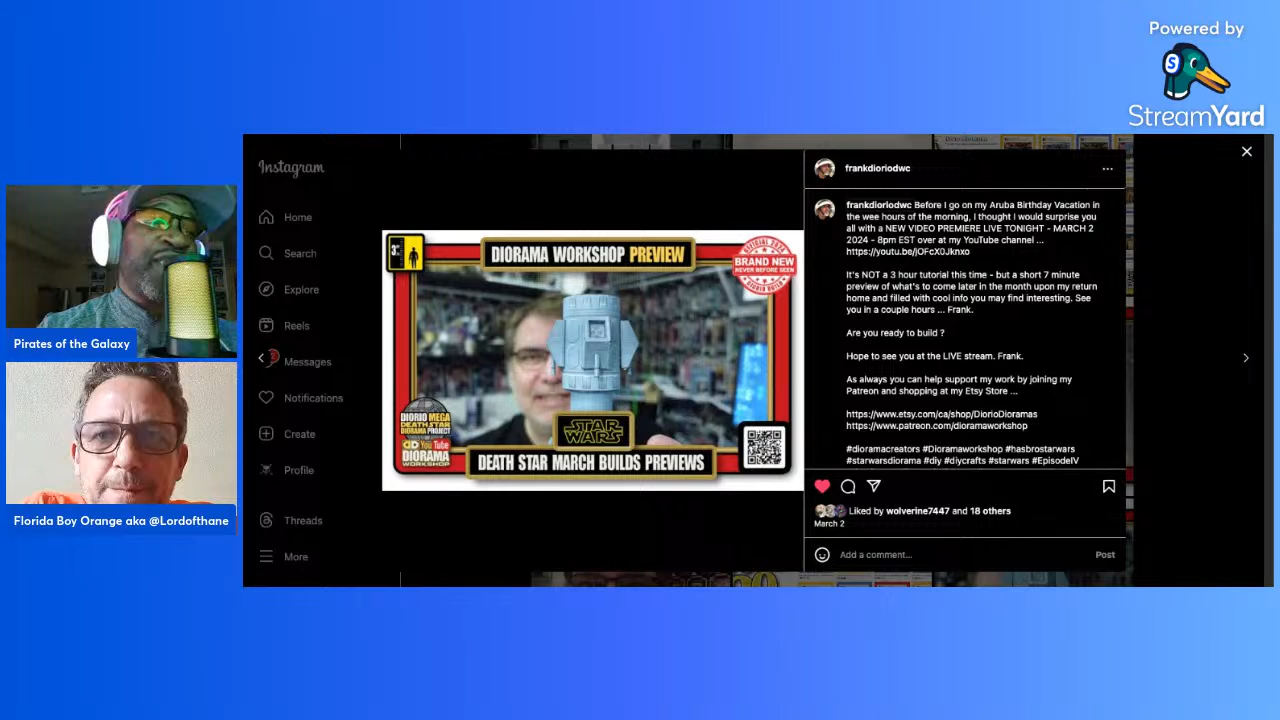 Powered by
StreamYard
Pirates of the Galaxy
Florida Boy Orange aka @Lordofthane
Instagram
Home
Search
Explore
Reels
Messages
Notifications
Create
Profile
Threads
More
3"
DIORAMA WORKSHOP PREVIEW
BRAND NEW
NEVER BEFORE SEEN
DIORIO MEGA
DEATH STAR
DIORAMA PROJECT
YouTube
DIORAMA
WORKSHOP
STAR
WARS
DEATH STAR MARCH BUILDS PREVIEWS
frankdioriodwc
frankdioriodwc Before I go on my Aruba Birthday Vacation in
the wee hours of the morning, I thought I would surprise you
all with a NEW VIDEO PREMIERE LIVE TONIGHT - MARCH 2
2024 - 8pm EST over at my YouTube channel ...
https://youtu.be/jOFcX0Jkhxo
It's NOT a 3 hour tutorial this time - but a short 7 minute
preview of what's to come later in the month upon my return
home and filled with cool info you may find interesting. See
you in a couple hours ... Frank.
Are you ready to build ?
Hope to see you at the LIVE stream. Frank.
As always you can help support my work by joining my
Patreon and shopping at my Etsy Store ...
https://www.etsy.com/ca/shop/DiorioDioramas
https://www.patreon.com/dioramaworkshop
#dioramacreators #Dioramaworkshop #hasbrostarwars
#starwarsdiorama #diy #diycrafts #starwars #EpisodeIV
Liked by wolverine7447 and 18 others
March 2
Add a comment...
Post